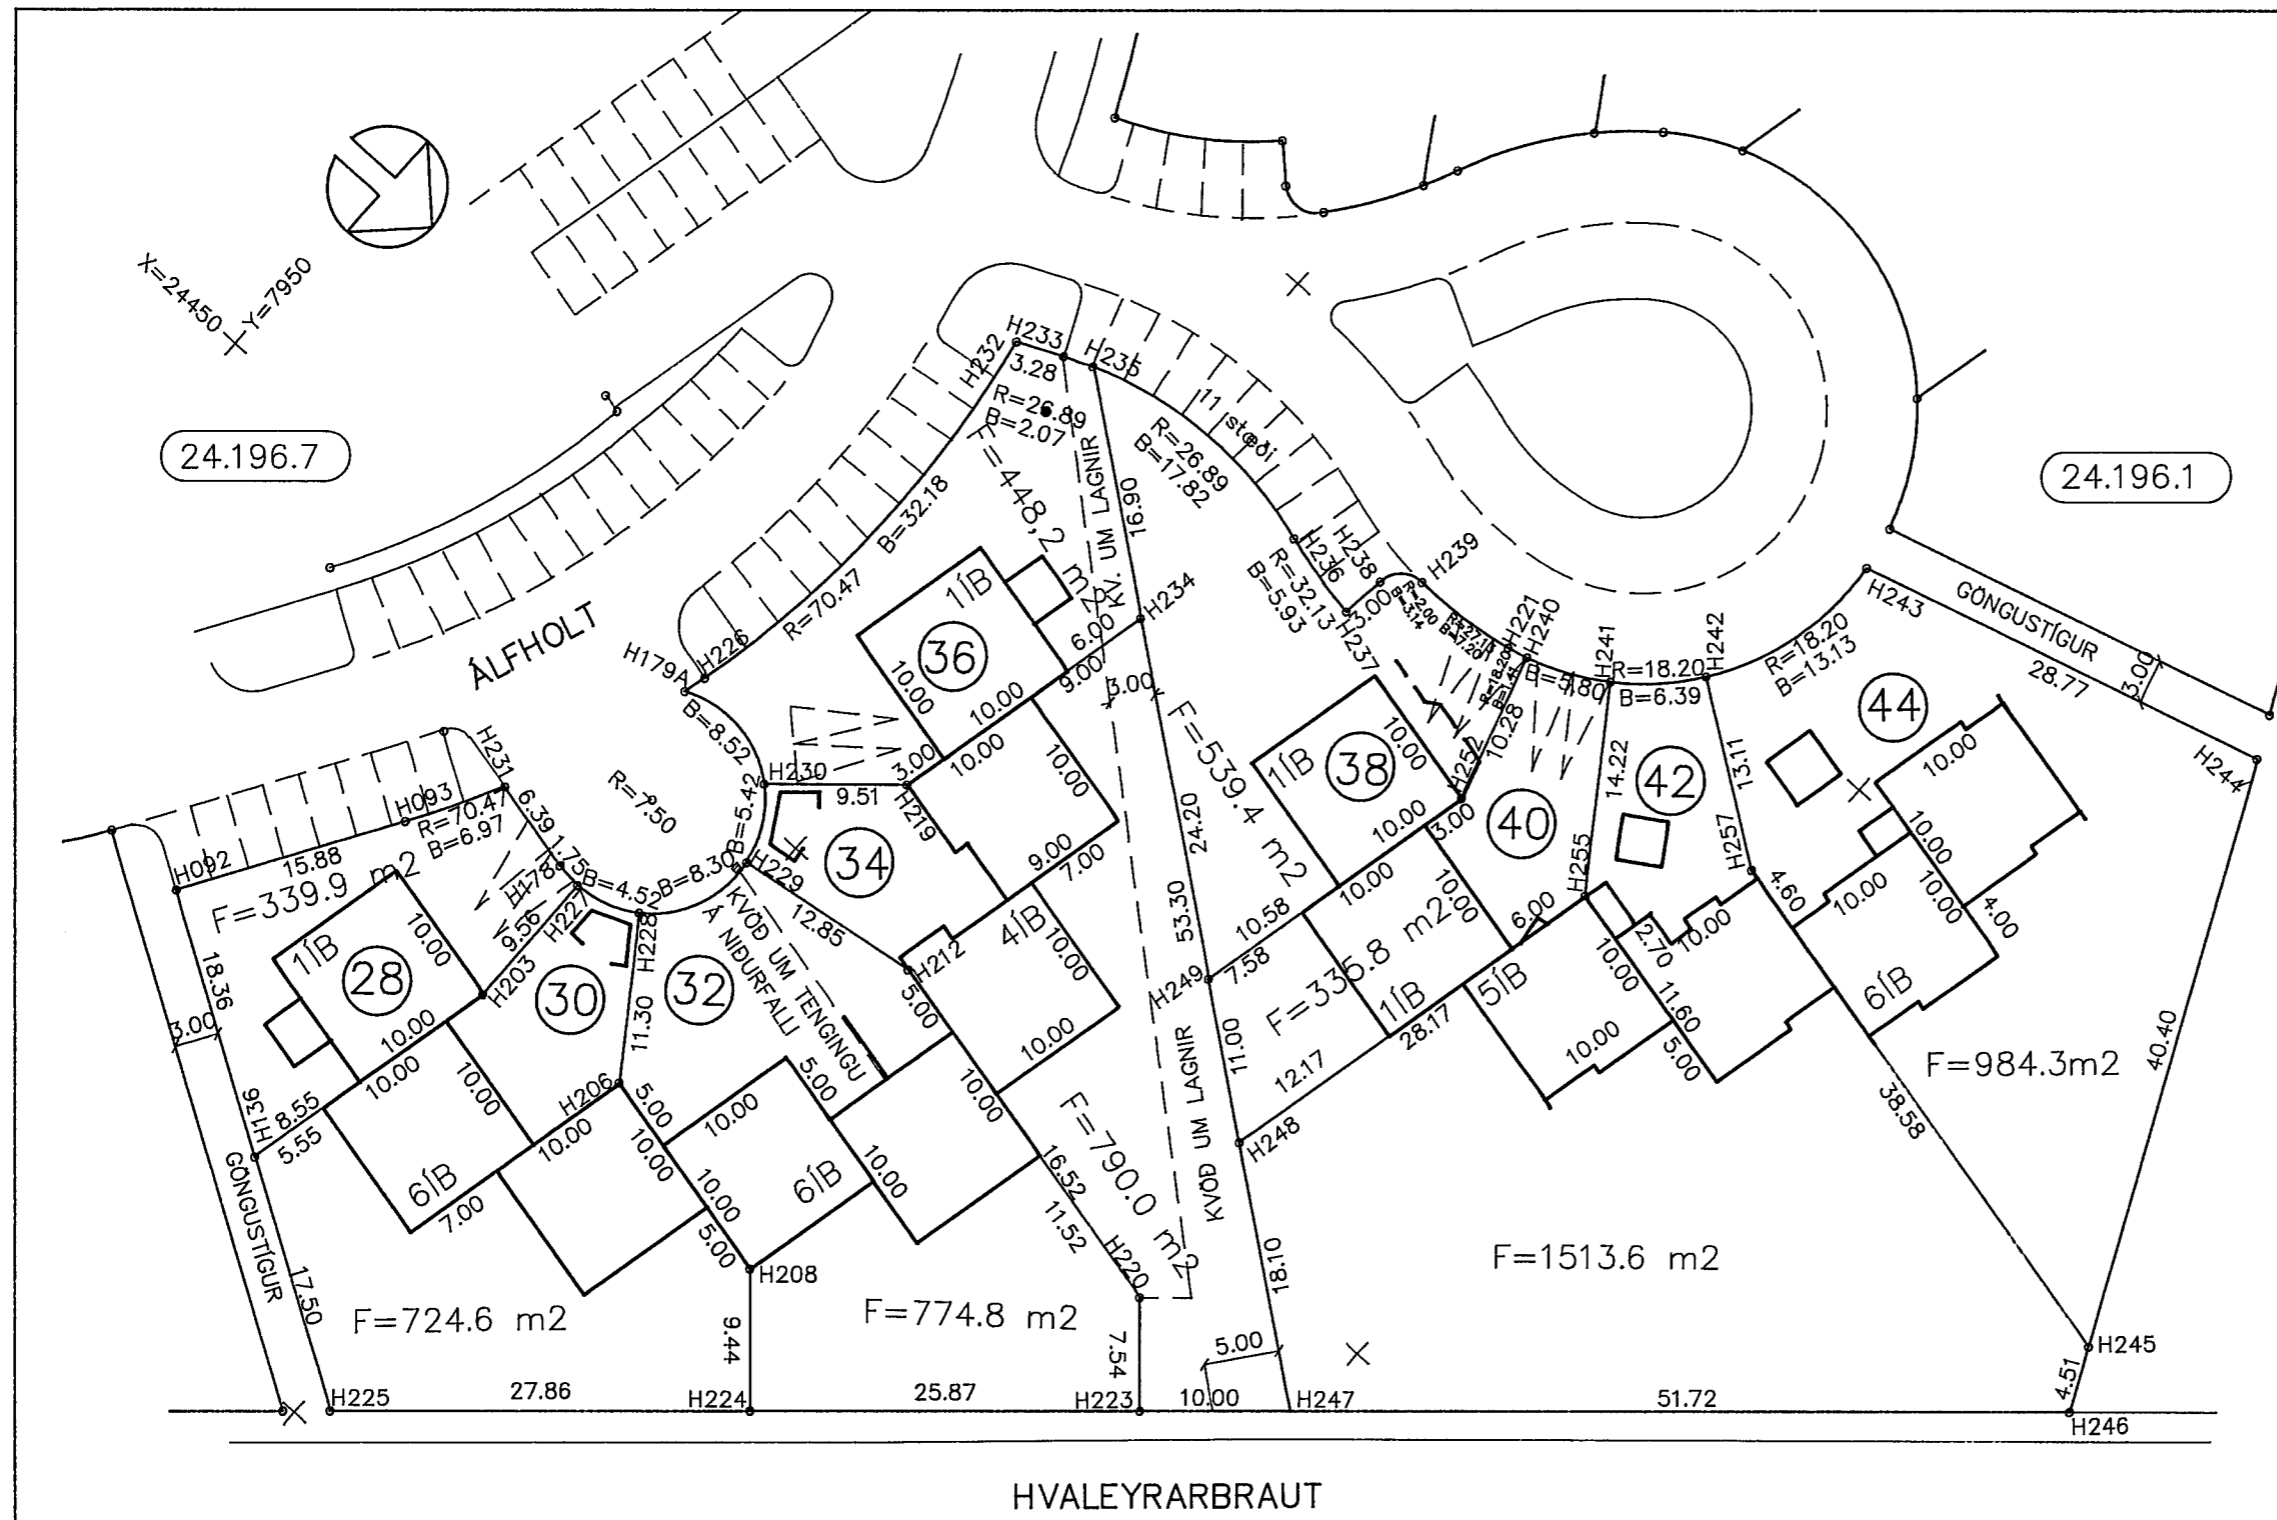 X=24450
Y=7950
24.196.7
24.196.1
ÁLFHOLT
H232
H233
H235
3.28
R=26.89
B=2.07
F=448,2 m2
KV. UM LAGNIR
16.90
11 stæði
R=26.89
B=17.82
H236
H238
H239
R=32.13
B=5.93
3.00
R=2.00
B=3.14
H237
H221
H240
R=18.20
B=1.41
B=5.80
H241
R=18.20
B=6.39
H242
R=18.20
B=13.13
H243
GÖNGUSTÍGUR
28.77
3.00
H244
H179A
H226
R=70.47
B=32.18
1ÍB
36
10.00
10.00
6.00
9.00
H234
3.00
B=8.52
R=7.50
H230
9.51
3.00
H219
10.00
10.00
B=5.42
34
9.00
7.00
H231
H093
R=70.47
B=6.97
6.39
1.75
H092
15.88
F=339.9 m2
H178
H227
B=4.52
B=8.30
H229
12.85
9.56
H203
H228
KVÖÐ UM TENGINGU
Á NIÐURFALLI
1ÍB
28
10.00
10.00
18.36
3.00
30
32
11.30
H212
5.00
4ÍB
10.00
10.00
10.00
H136
8.55
5.55
10.00
10.00
H206
5.00
10.00
10.00
5.00
6ÍB
7.00
10.00
10.00
6ÍB
10.00
5.00
H208
16.52
11.52
H220
F=790.0 m2
KVÖÐ UM LAGNIR
GÖNGUSTÍGUR
17.50
F=724.6 m2
F=774.8 m2
9.44
7.54
H225
27.86
H224
25.87
H223
10.00
H247
5.00
18.10
F=539.4 m2
24.20
53.30
H249
10.58
7.58
11.00
12.17
H248
1ÍB
38
10.00
10.00
10.00
H252
10.28
3.00
40
10.00
F=335.8 m2
1ÍB
28.17
14.22
H255
6.00
5ÍB
10.00
10.00
42
13.11
H257
2.70
10.00
11.60
5.00
44
10.00
4.60
10.00
10.00
10.00
4.00
6ÍB
F=984.3m2
40.40
38.58
F=1513.6 m2
H245
4.51
51.72
H246
HVALEYRARBRAUT